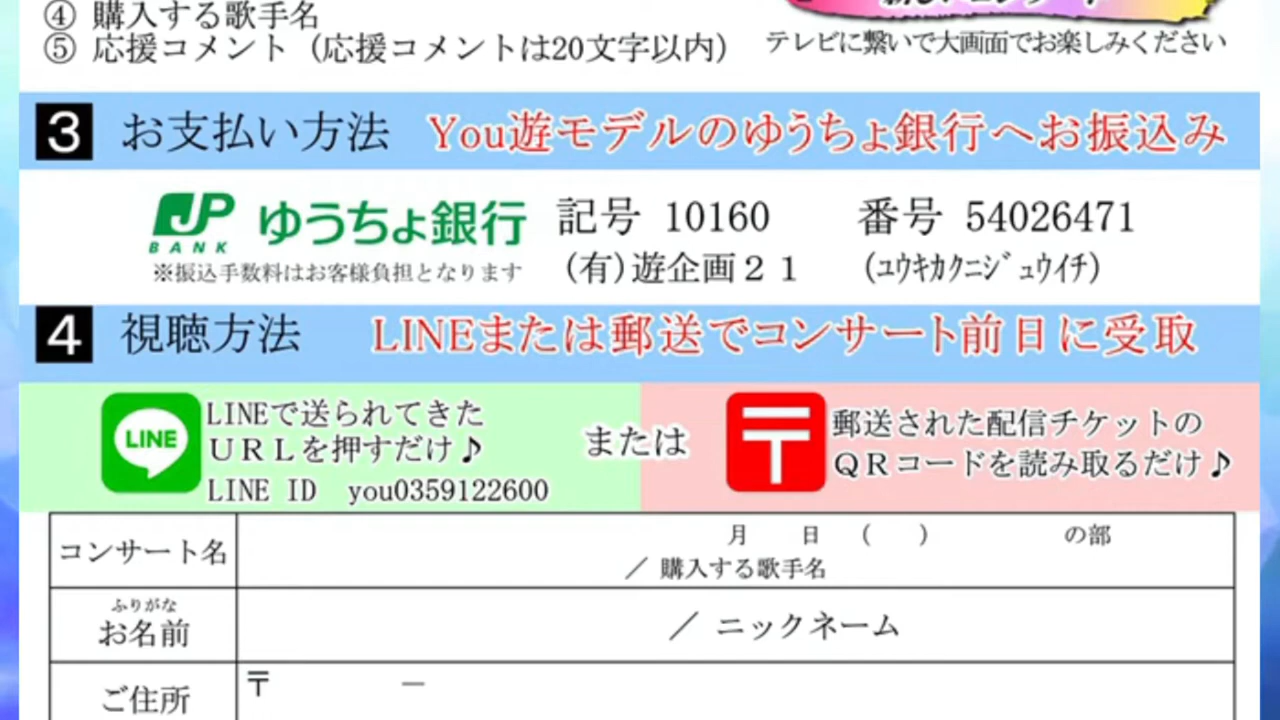 ④ 購入する歌手名
⑤ 応援コメント（応援コメントは20文字以内）
テレビに繋いで大画面でお楽しみください
3 お支払い方法 You遊モデルのゆうちょ銀行へお振込み
JP BANK ゆうちょ銀行 記号 10160 番号 54026471
※振込手数料はお客様負担となります (有)遊企画２１ (ﾕｳｷｶｸﾆｼﾞｭｳｲﾁ)
4 視聴方法 LINEまたは郵送でコンサート前日に受取
LINE
LINEで送られてきた
ＵＲＬを押すだけ♪
LINE ID you0359122600
または
〒
郵送された配信チケットの
ＱＲコードを読み取るだけ♪
コンサート名 月 日 （ ） の部
／ 購入する歌手名
ふりがな
お名前 ／ ニックネーム
ご住所 〒 －